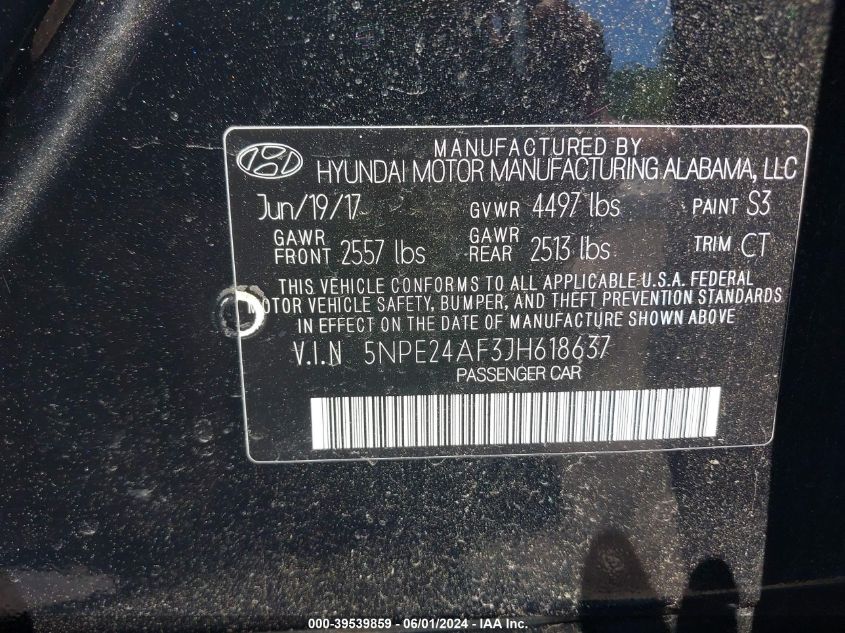 MANUFACTURED BY
HYUNDAI MOTOR MANUFACTURING ALABAMA, LLC
Jun/19/17 GVWR 4497 lbs PAINT S3
GAWR FRONT 2557 lbs GAWR REAR 2513 lbs TRIM CT
THIS VEHICLE CONFORMS TO ALL APPLICABLE U.S.A. FEDERAL
MOTOR VEHICLE SAFETY, BUMPER, AND THEFT PREVENTION STANDARDS
IN EFFECT ON THE DATE OF MANUFACTURE SHOWN ABOVE
V.I.N 5NPE24AF3JH618637
PASSENGER CAR
000-39539859 - 06/01/2024 - IAA Inc.